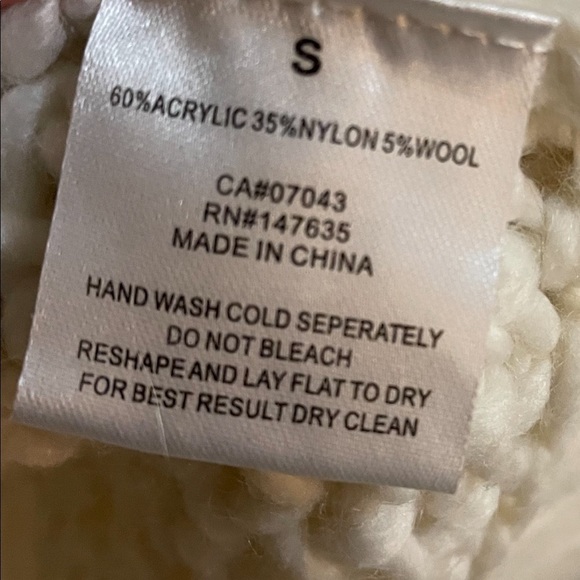 S
60%ACRYLIC 35%NYLON 5%WOOL
CA#07043
RN#147635
MADE IN CHINA
HAND WASH COLD SEPERATELY
DO NOT BLEACH
RESHAPE AND LAY FLAT TO DRY
FOR BEST RESULT DRY CLEAN